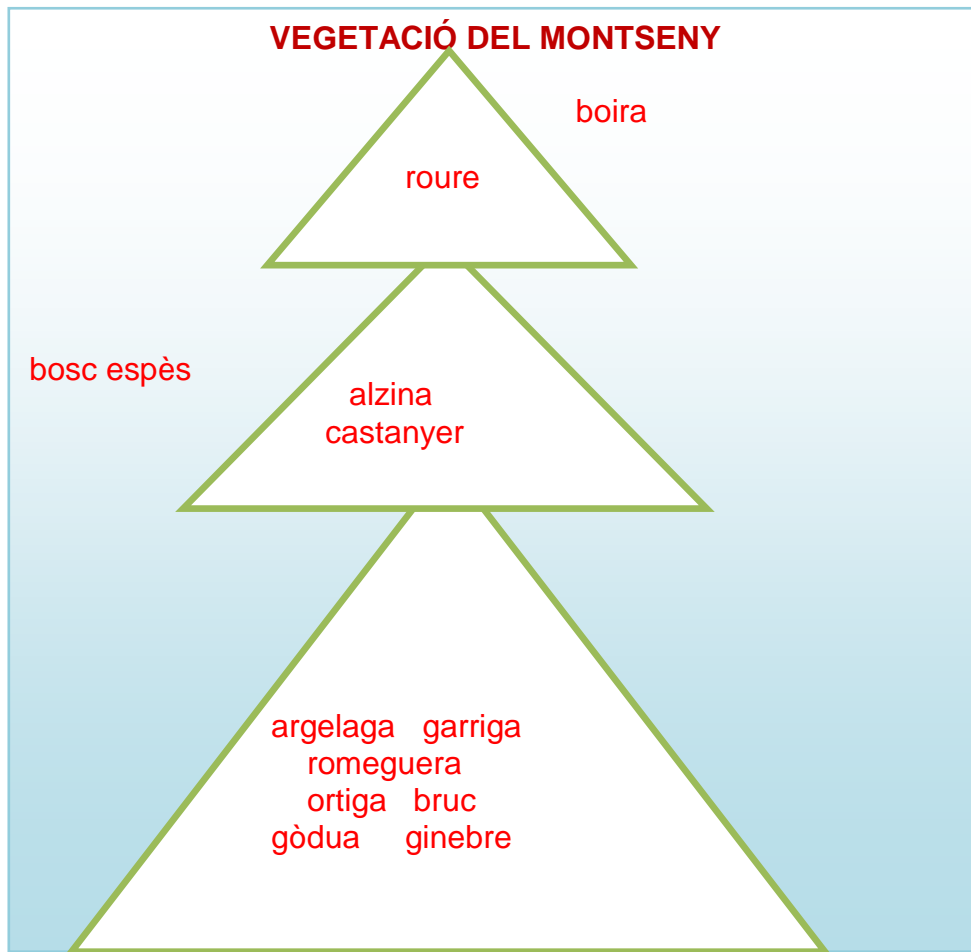 VEGETACIÓ DEL MONTSENY
boira
roure
bosc espès
alzina
castanyer
argelaga garriga
romeguera
ortiga bruc
gòdua ginebre